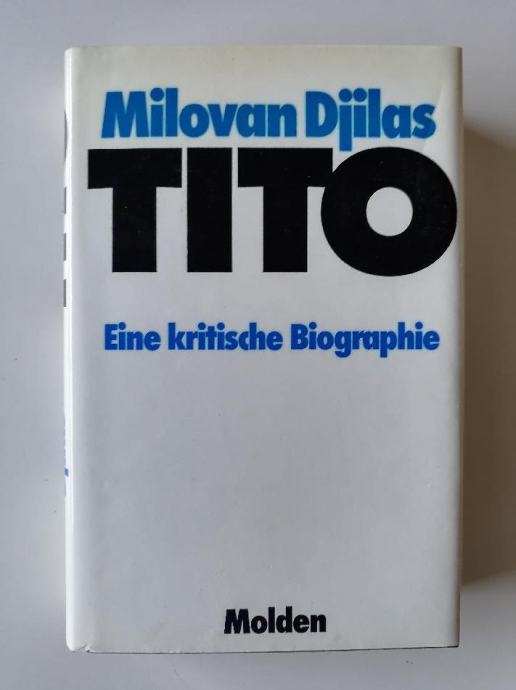 Milovan Djilas
TITO
Eine kritische Biographie
Molden